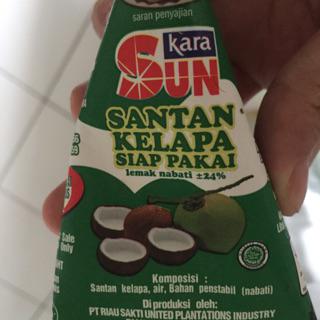 saran penyajian
kara
SUN
SANTAN
KELAPA
SIAP PAKAI
lemak nabati ±24%
Komposisi :
Santan kelapa, air, Bahan penstabil (nabati)
Di produksi oleh:
PT RIAU SAKTI UNITED PLANTATIONS INDUSTRY